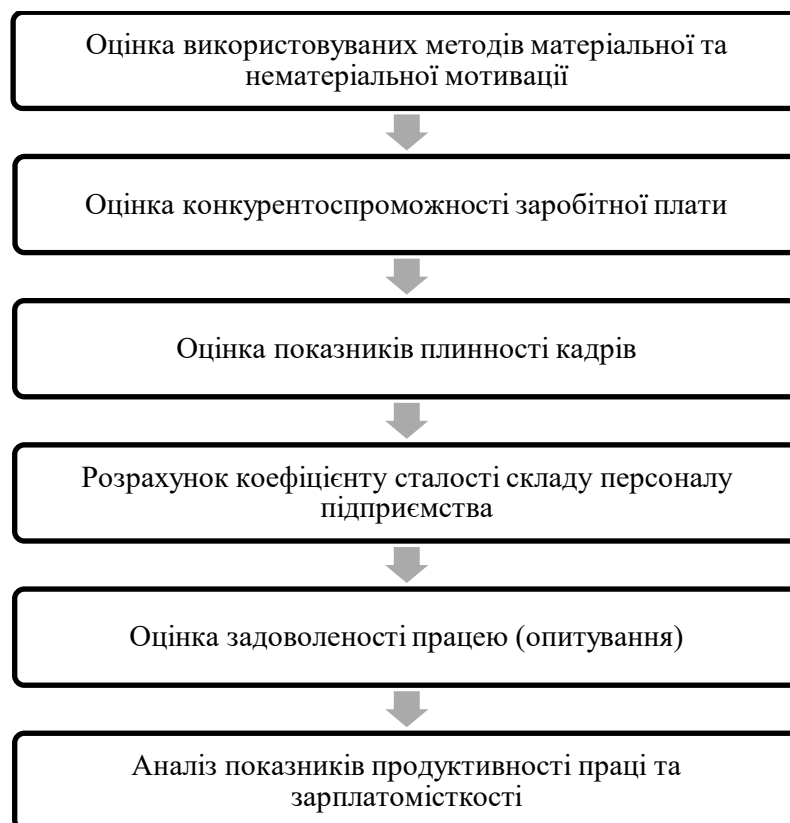 Оцінка використовуваних методів матеріальної та
нематеріальної мотивації
Оцінка конкурентоспроможності заробітної плати
Оцінка показників плинності кадрів
Розрахунок коефіцієнту сталості складу персоналу
підприємства
Оцінка задоволеності працею (опитування)
Аналіз показників продуктивності праці та
зарплатомісткості